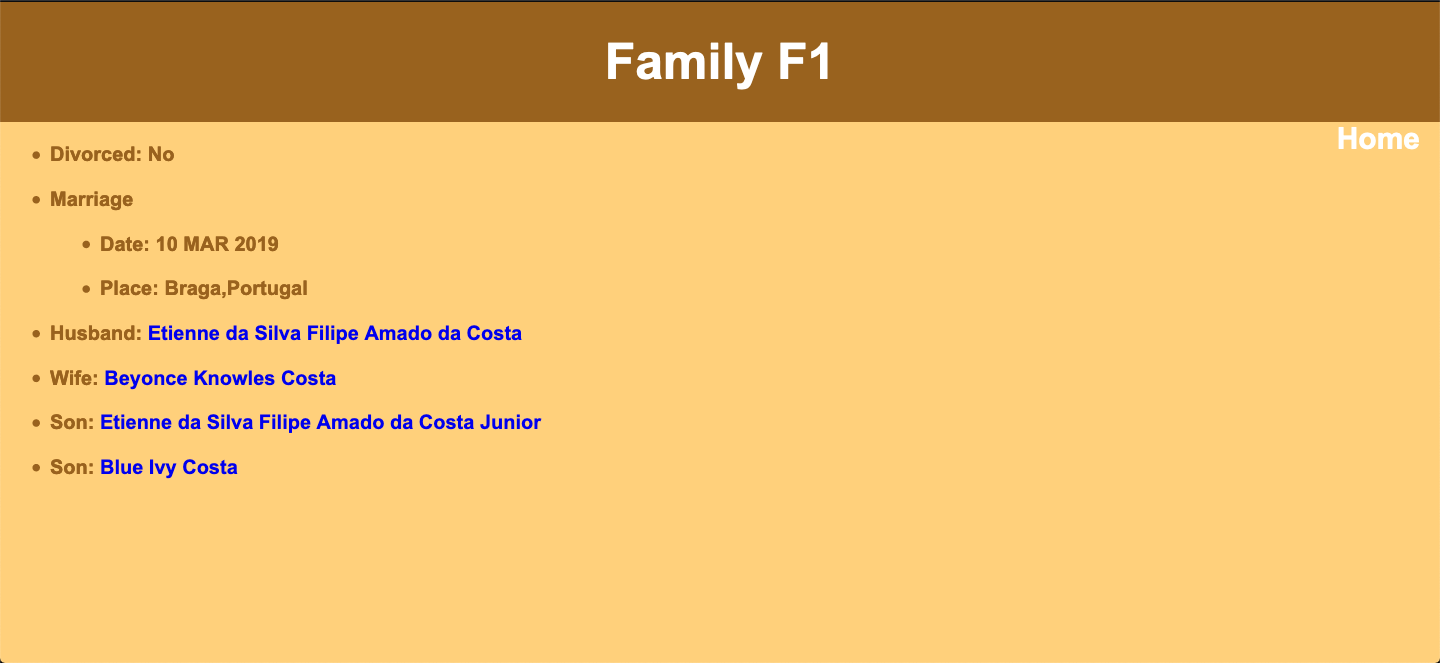 Family F1
Home
Divorced: No
Marriage
Date: 10 MAR 2019
Place: Braga,Portugal
Husband: Etienne da Silva Filipe Amado da Costa
Wife: Beyonce Knowles Costa
Son: Etienne da Silva Filipe Amado da Costa Junior
Son: Blue Ivy Costa